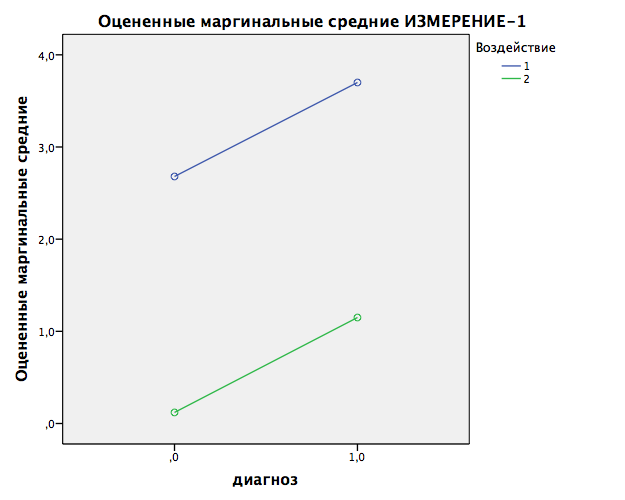 Оцененные маргинальные средние ИЗМЕРЕНИЕ-1
Воздействие
1
2
Оцененные маргинальные средние
4,0
3,0
2,0
1,0
,0
,0
1,0
диагноз